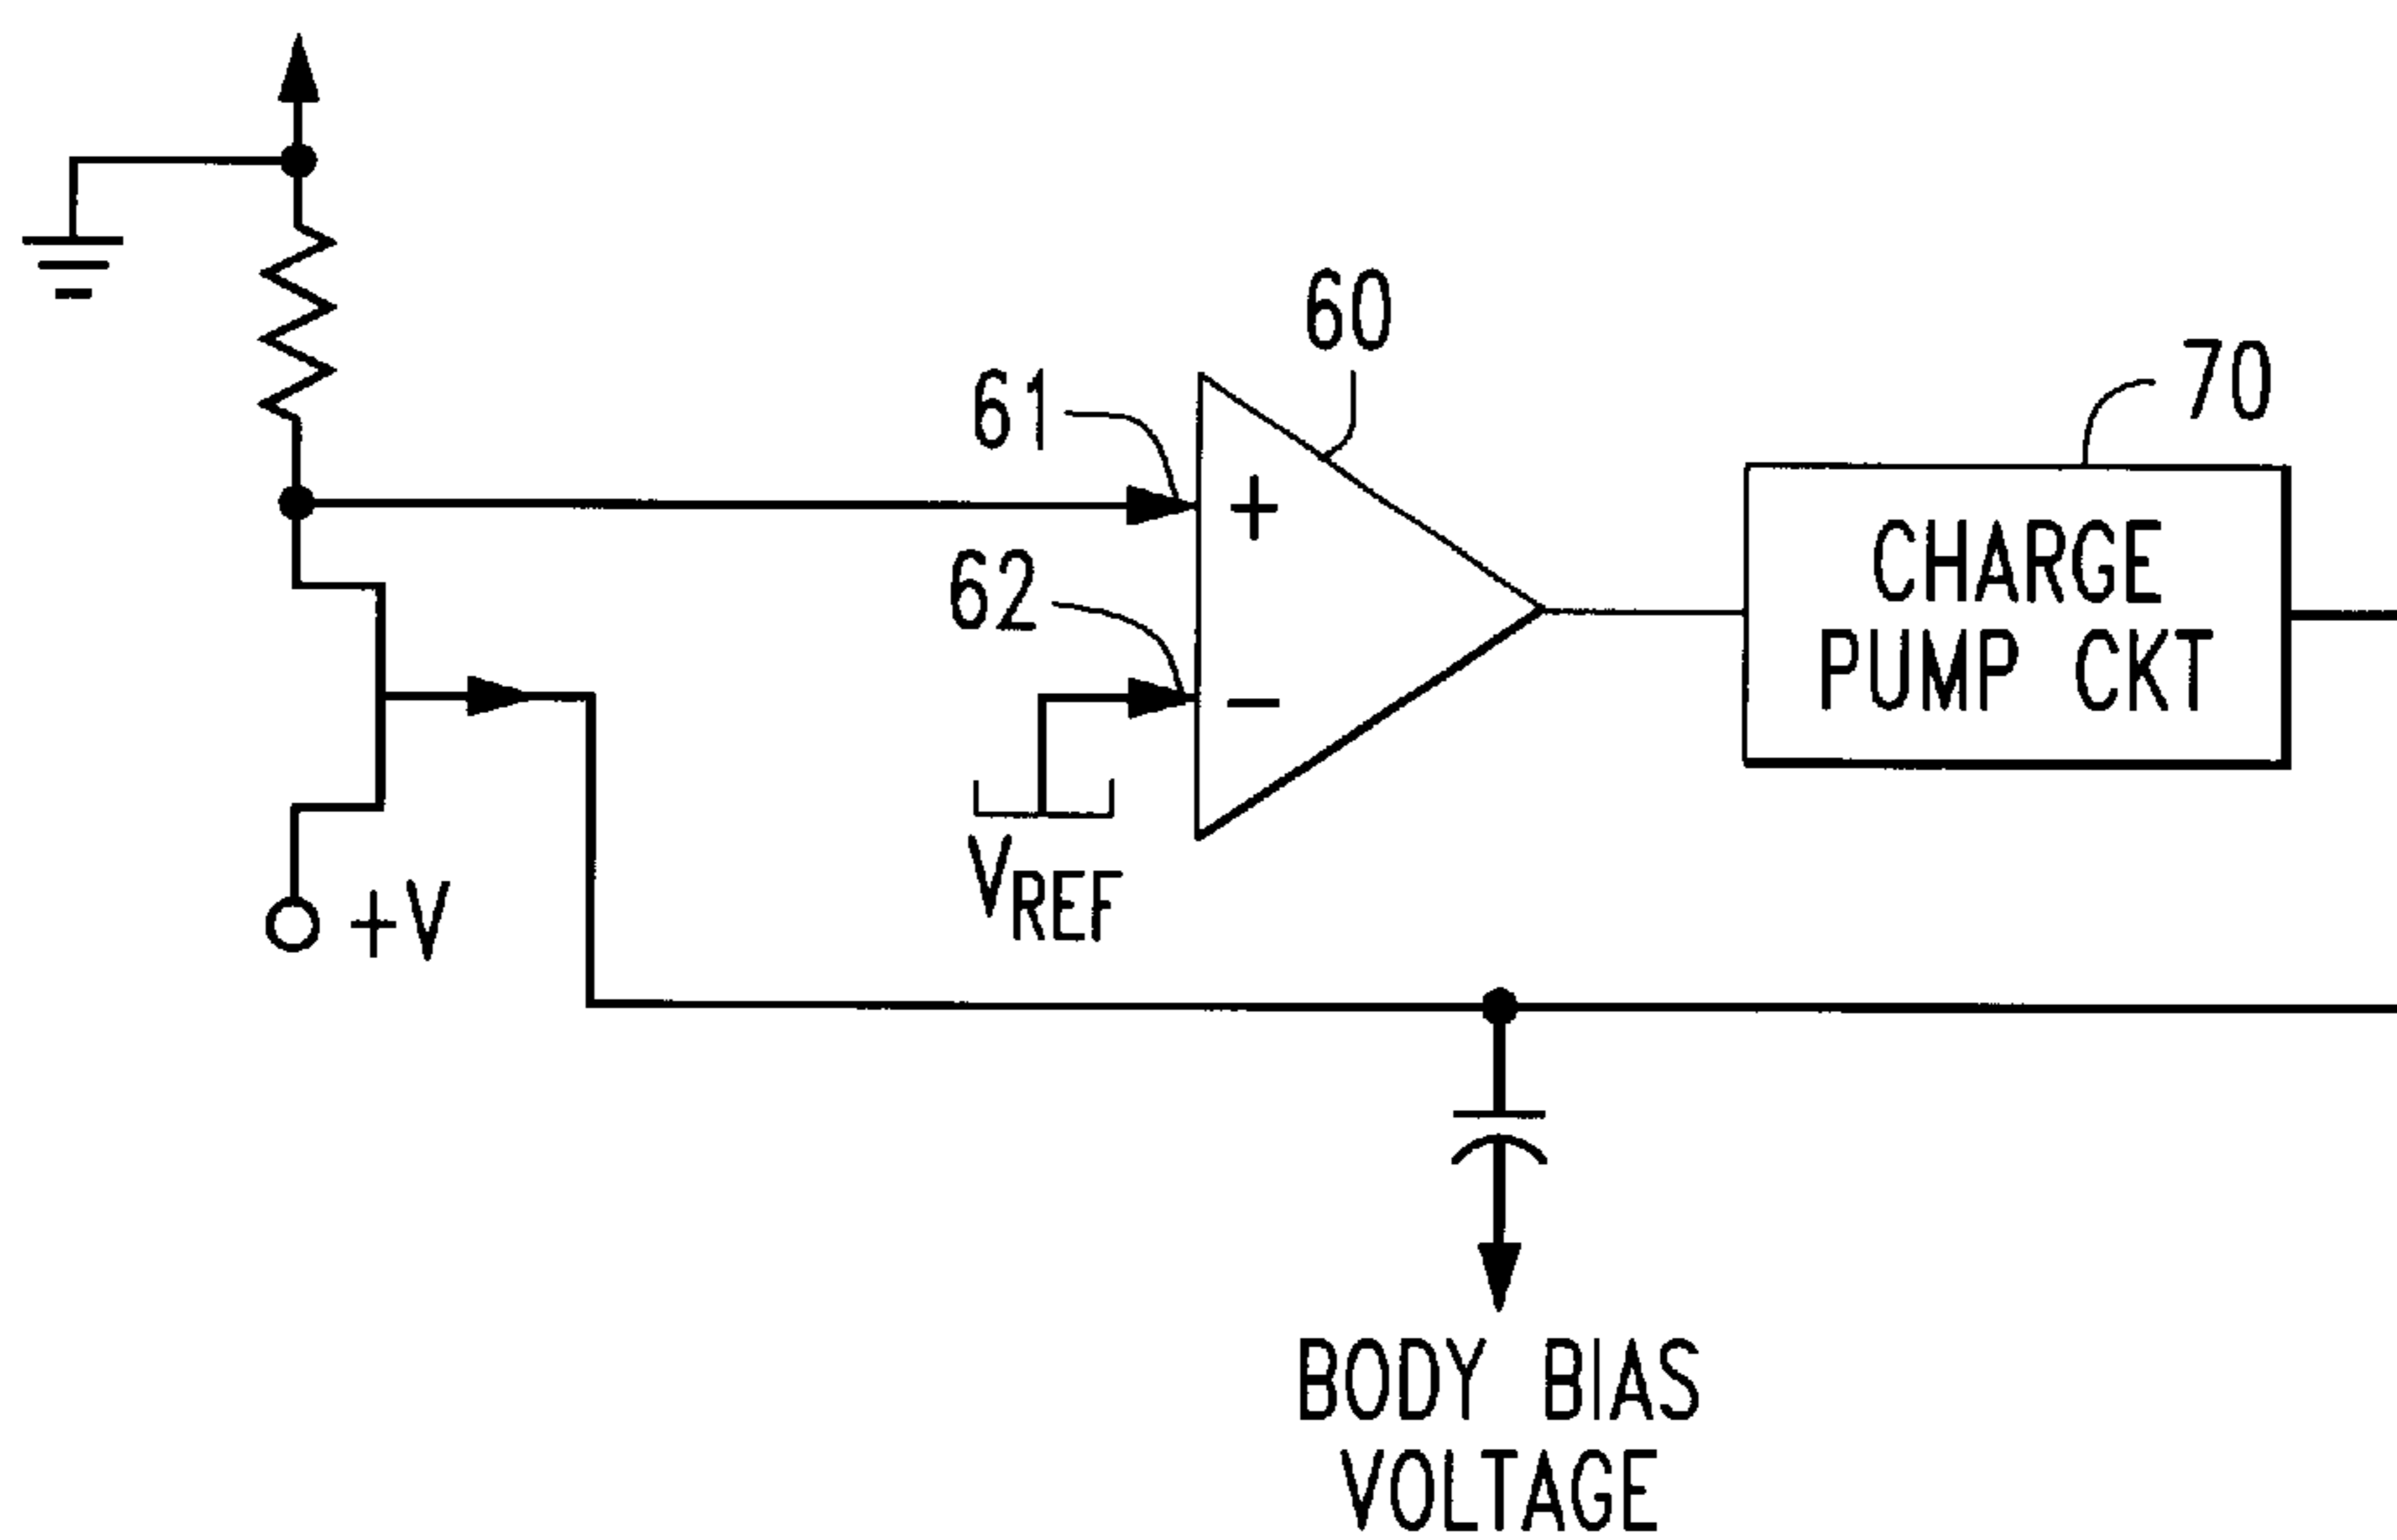 60
61
70
+
CHARGE
PUMP CKT
62
−
VREF
+V
BODY BIAS
VOLTAGE